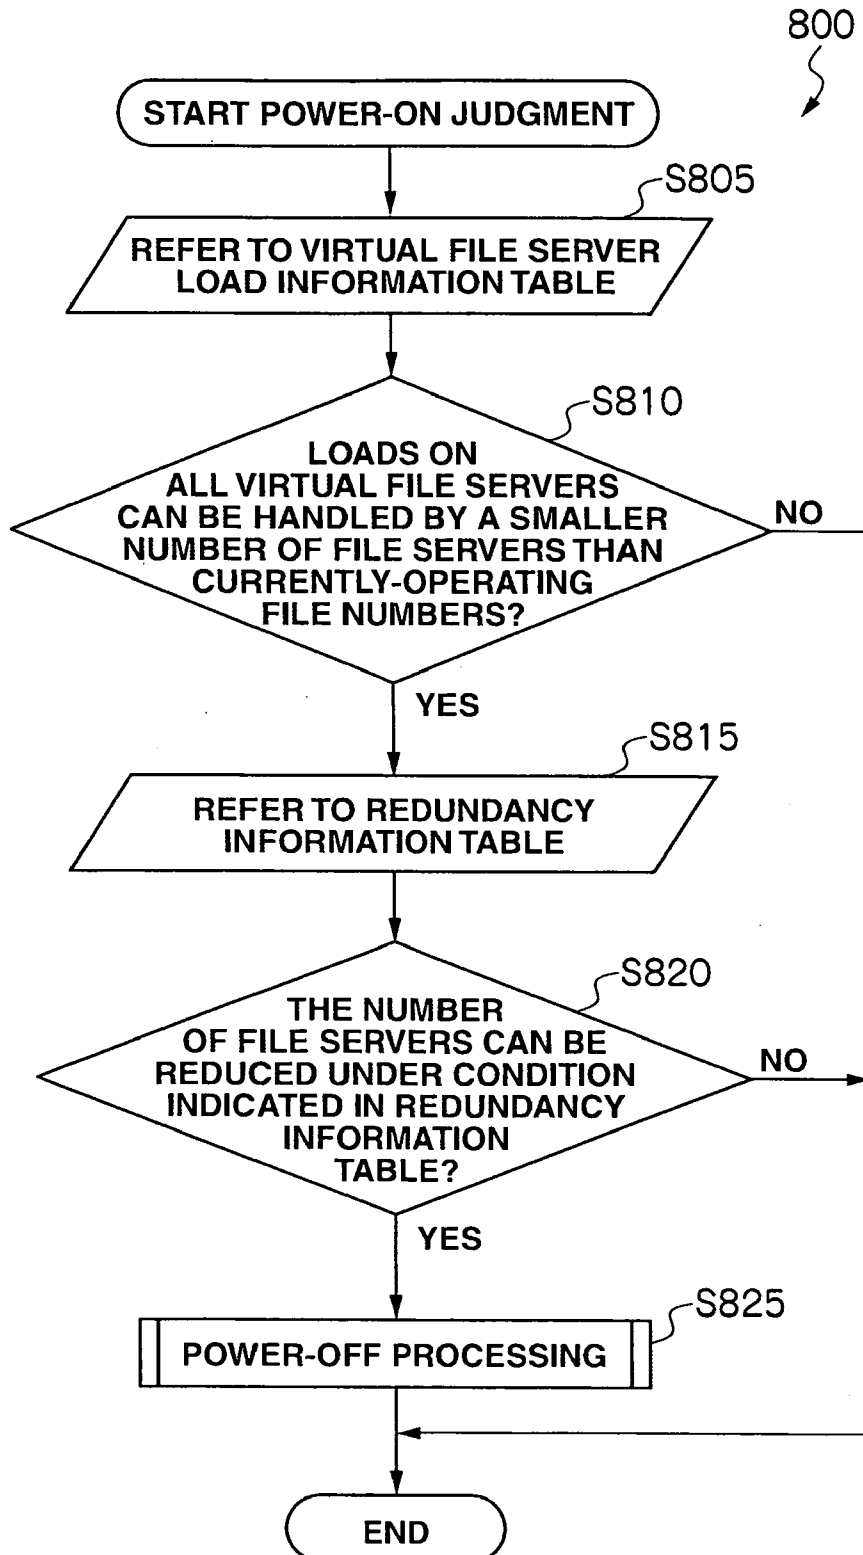 800
START POWER-ON JUDGMENT
S805
REFER TO VIRTUAL FILE SERVER
LOAD INFORMATION TABLE
S810
LOADS ON
ALL VIRTUAL FILE SERVERS
CAN BE HANDLED BY A SMALLER
NUMBER OF FILE SERVERS THAN
CURRENTLY-OPERATING
FILE NUMBERS?
NO
YES
S815
REFER TO REDUNDANCY
INFORMATION TABLE
S820
THE NUMBER
OF FILE SERVERS CAN BE
REDUCED UNDER CONDITION
INDICATED IN REDUNDANCY
INFORMATION
TABLE?
NO
YES
S825
POWER-OFF PROCESSING
END